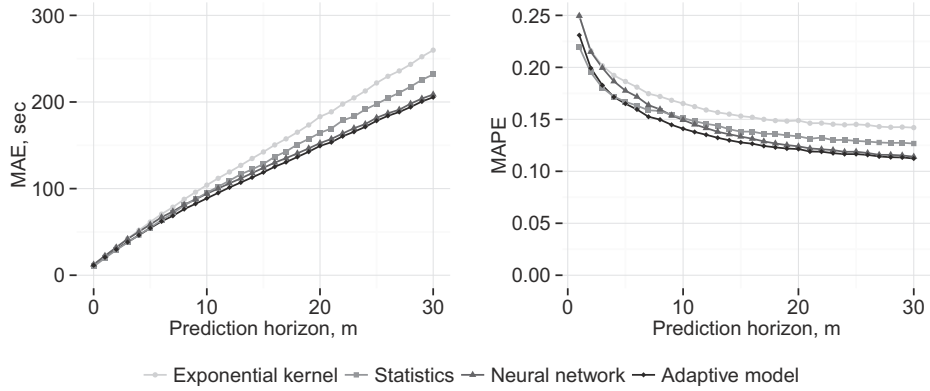 MAE, sec
300
200
100
0
0 10 20 30
Prediction horizon, m
MAPE
0.25
0.20
0.15
0.10
0.05
0.00
0 10 20 30
Prediction horizon, m
Exponential kernel Statistics Neural network Adaptive model